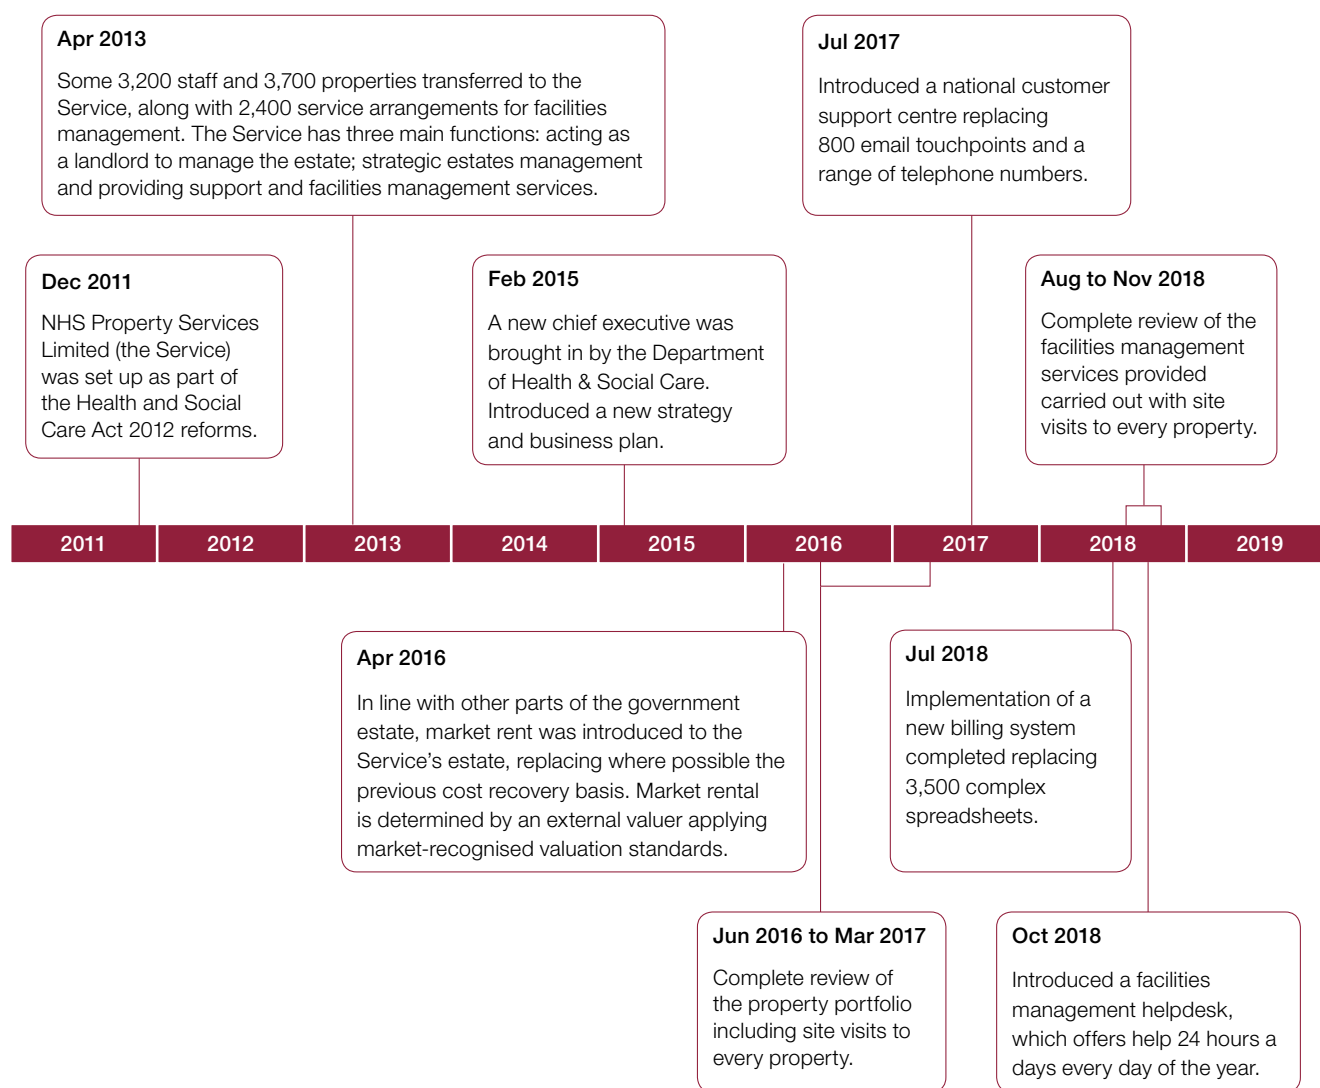 Apr 2013
Some 3,200 staff and 3,700 properties transferred to the
Service, along with 2,400 service arrangements for facilities
management. The Service has three main functions: acting as
a landlord to manage the estate; strategic estates management
and providing support and facilities management services.
Jul 2017
Introduced a national customer
support centre replacing
800 email touchpoints and a
range of telephone numbers.
Dec 2011
NHS Property Services
Limited (the Service)
was set up as part of
the Health and Social
Care Act 2012 reforms.
Feb 2015
A new chief executive was
brought in by the Department
of Health & Social Care.
Introduced a new strategy
and business plan.
Aug to Nov 2018
Complete review of the
facilities management
services provided
carried out with site
visits to every property.
2011
2012
2013
2014
2015
2016
2017
2018
2019
Apr 2016
In line with other parts of the government
estate, market rent was introduced to the
Service's estate, replacing where possible the
previous cost recovery basis. Market rental
is determined by an external valuer applying
market-recognised valuation standards.
Jul 2018
Implementation of a
new billing system
completed replacing
3,500 complex
spreadsheets.
Jun 2016 to Mar 2017
Complete review of
the property portfolio
including site visits to
every property.
Oct 2018
Introduced a facilities
management helpdesk,
which offers help 24 hours a
days every day of the year.